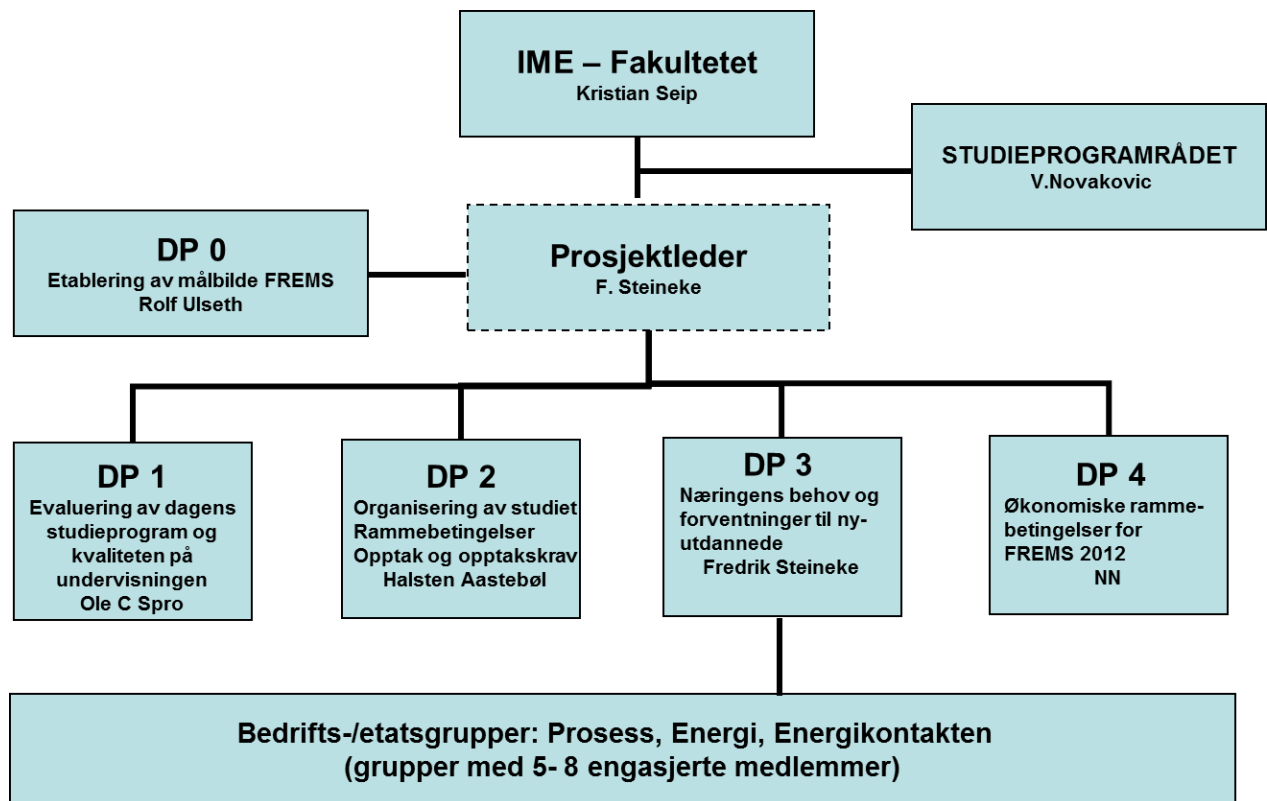 IME – Fakultetet
Kristian Seip
STUDIEPROGRAMRÅDET
V.Novakovic
DP 0
Etablering av målbilde FREMS
Rolf Ulseth
Prosjektleder
F. Steineke
DP 1
Evaluering av dagens
studieprogram og
kvaliteten på
undervisningen
Ole C Spro
DP 2
Organisering av studiet
Rammebetingelser
Opptak og opptakskrav
Halsten Aastebøl
DP 3
Næringens behov og
forventninger til ny-
utdannede
Fredrik Steineke
DP 4
Økonomiske ramme-
betingelser for
FREMS 2012
NN
Bedrifts-/etatsgrupper: Prosess, Energi, Energikontakten
(grupper med 5- 8 engasjerte medlemmer)